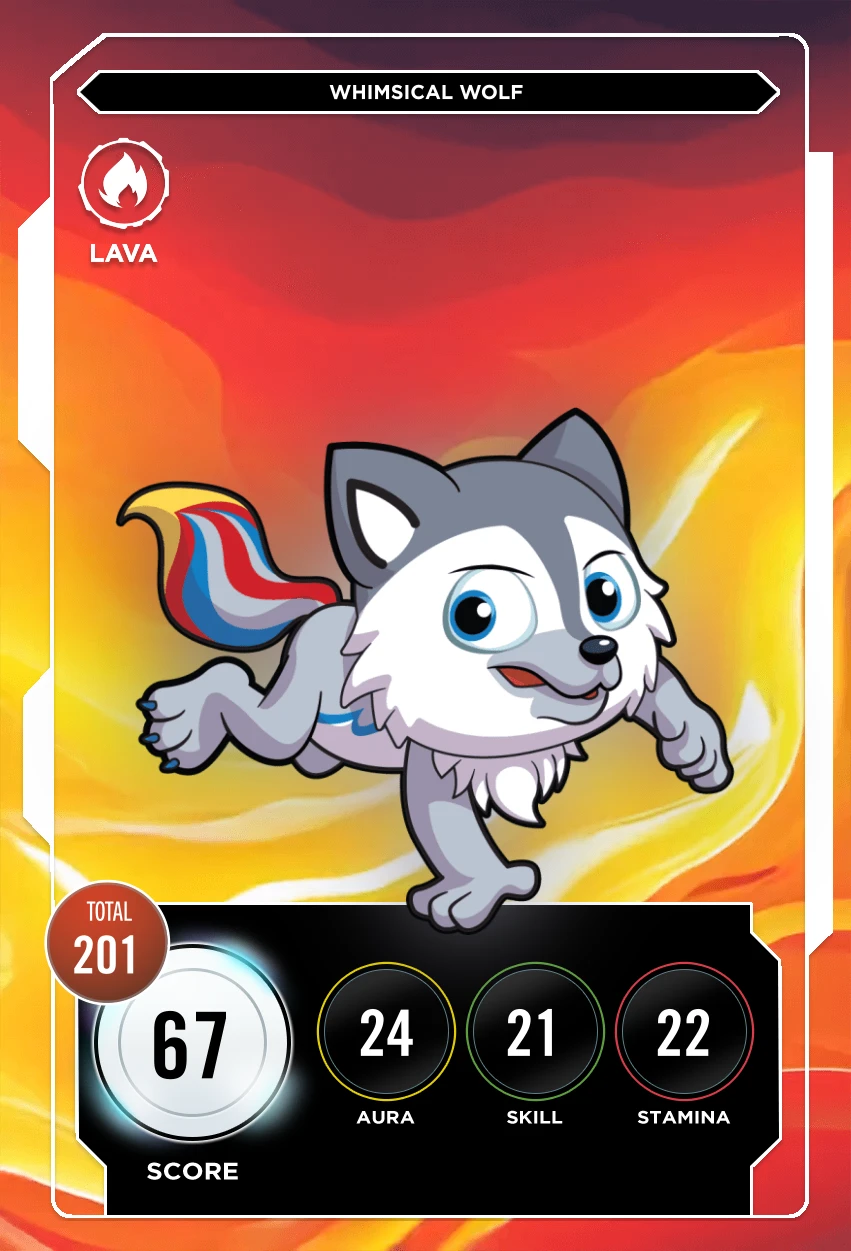 WHIMSICAL WOLF
LAVA
TOTAL
201
67
24
21
22
AURA
SKILL
STAMINA
SCORE